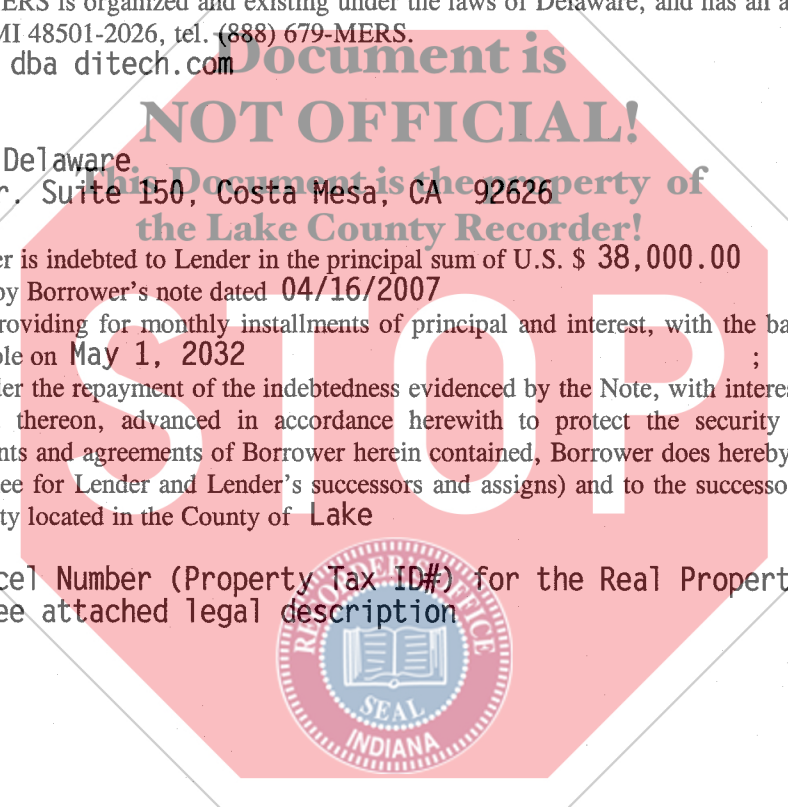 ERS is organized and existing under the laws of Delaware, and has an a
MI 48501-2026, tel. (888) 679-MERS.
dba ditech.com
Document is
NOT OFFICIAL!
Delaware
This Document is the property of
r. Suite 150, Costa Mesa, CA 92626
the Lake County Recorder!
er is indebted to Lender in the principal sum of U.S. $ 38,000.00
by Borrower's note dated 04/16/2007
roviding for monthly installments of principal and interest, with the ba
ble on May 1, 2032 ;
der the repayment of the indebtedness evidenced by the Note, with interes
thereon, advanced in accordance herewith to protect the security
nts and agreements of Borrower herein contained, Borrower does hereby
ee for Lender and Lender's successors and assigns) and to the successo
ty located in the County of Lake
STOP
cel Number (Property Tax ID#) for the Real Propert
ee attached legal description
RECORDER'S OFFICE
SEAL
INDIANA